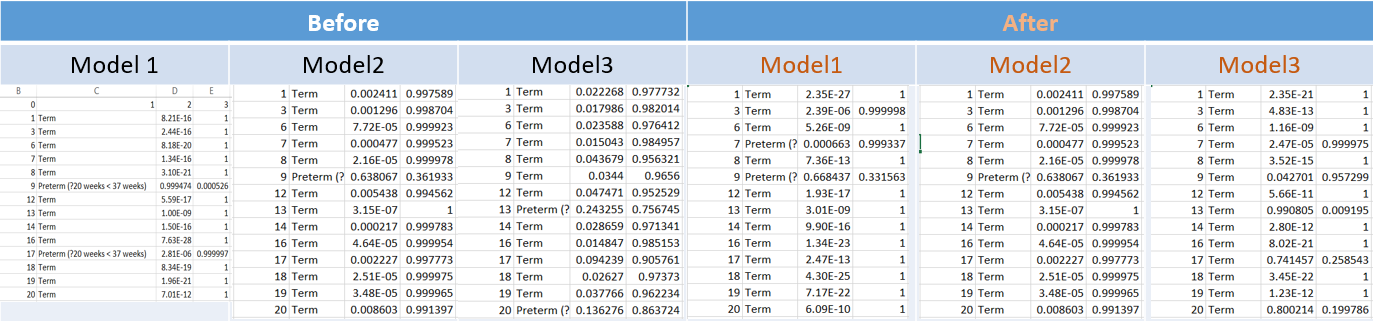 Before After
Model 1 Model2 Model3 Model1 Model2 Model3
B C D E
0 1 2 3
1 Term 8.21E-16 1
3 Term 2.44E-16 1
6 Term 8.18E-20 1
7 Term 1.34E-16 1
8 Term 3.10E-21 1
9 Preterm (?20 weeks < 37 weeks) 0.999474 0.000526
12 Term 5.59E-17 1
13 Term 1.00E-09 1
14 Term 1.50E-16 1
16 Term 7.63E-28 1
17 Preterm (?20 weeks < 37 weeks) 2.81E-06 0.999997
18 Term 8.34E-19 1
19 Term 1.96E-21 1
20 Term 7.01E-12 1
1 Term 0.002411 0.997589
3 Term 0.001296 0.998704
6 Term 7.72E-05 0.999923
7 Term 0.000477 0.999523
8 Term 2.16E-05 0.999978
9 Preterm (? 0.638067 0.361933
12 Term 0.005438 0.994562
13 Term 3.15E-07 1
14 Term 0.000217 0.999783
16 Term 4.64E-05 0.999954
17 Term 0.002227 0.997773
18 Term 2.51E-05 0.999975
19 Term 3.48E-05 0.999965
20 Term 0.008603 0.991397
1 Term 0.022268 0.977732
3 Term 0.017986 0.982014
6 Term 0.023588 0.976412
7 Term 0.015043 0.984957
8 Term 0.043679 0.956321
9 Term 0.0344 0.9656
12 Term 0.047471 0.952529
13 Preterm (? 0.243255 0.756745
14 Term 0.028659 0.971341
16 Term 0.014847 0.985153
17 Term 0.094239 0.905761
18 Term 0.02627 0.97373
19 Term 0.037766 0.962234
20 Preterm (? 0.136276 0.863724
1 Term 2.35E-27 1
3 Term 2.39E-06 0.999998
6 Term 5.26E-09 1
7 Preterm (? 0.000663 0.999337
8 Term 7.36E-13 1
9 Preterm (? 0.668437 0.331563
12 Term 1.93E-17 1
13 Term 3.01E-09 1
14 Term 9.90E-16 1
16 Term 1.34E-23 1
17 Term 2.47E-13 1
18 Term 4.30E-25 1
19 Term 7.17E-22 1
20 Term 6.09E-10 1
1 Term 0.002411 0.997589
3 Term 0.001296 0.998704
6 Term 7.72E-05 0.999923
7 Term 0.000477 0.999523
8 Term 2.16E-05 0.999978
9 Preterm (? 0.638067 0.361933
12 Term 0.005438 0.994562
13 Term 3.15E-07 1
14 Term 0.000217 0.999783
16 Term 4.64E-05 0.999954
17 Term 0.002227 0.997773
18 Term 2.51E-05 0.999975
19 Term 3.48E-05 0.999965
20 Term 0.008603 0.991397
1 Term 2.35E-21 1
3 Term 4.83E-13 1
6 Term 1.16E-09 1
7 Term 2.47E-05 0.999975
8 Term 3.52E-15 1
9 Term 0.042701 0.957299
12 Term 5.66E-11 1
13 Term 0.990805 0.009195
14 Term 2.80E-12 1
16 Term 8.02E-21 1
17 Term 0.741457 0.258543
18 Term 3.45E-22 1
19 Term 1.23E-12 1
20 Term 0.800214 0.199786